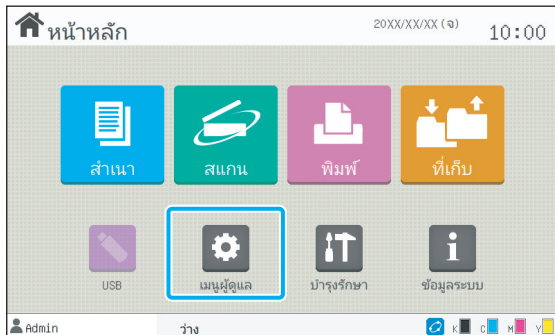 หน้าหลัก
20XX/XX/XX (จ)
10:00
สำเนา
สแกน
พิมพ์
ที่เก็บ
USB
เมนูผู้ดูแล
บำรุงรักษา
ข้อมูลระบบ
Admin
ว่าง
K C M Y